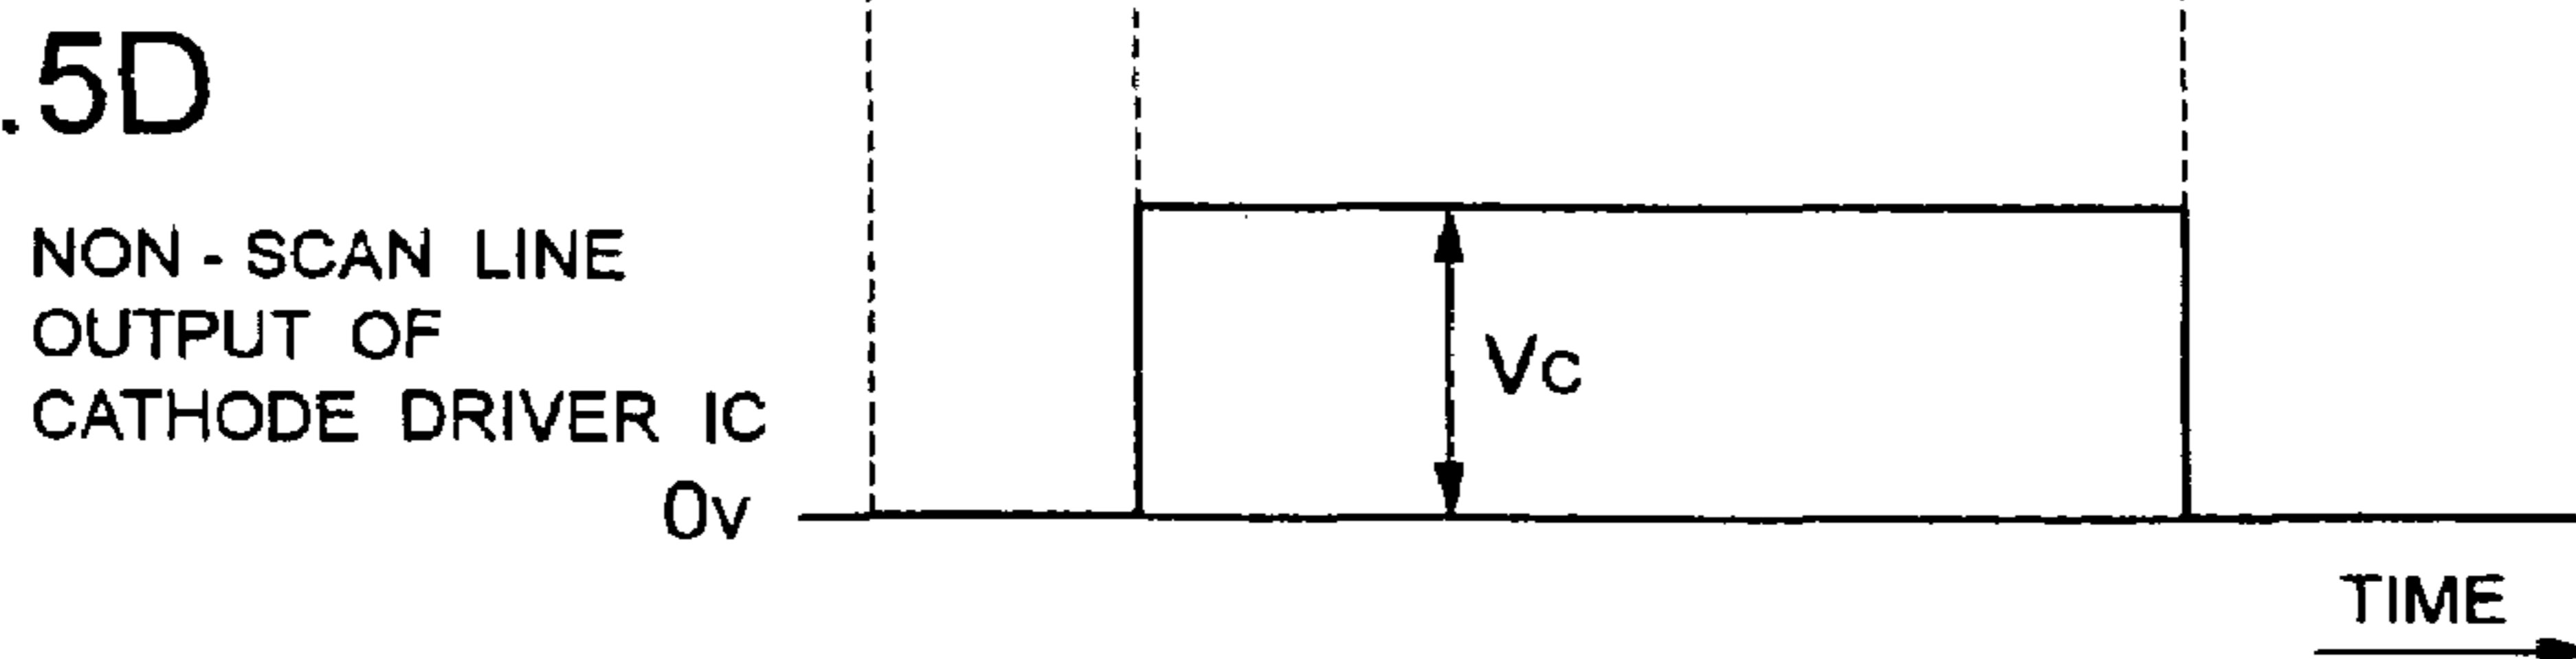 .5D
NON - SCAN LINE
OUTPUT OF
CATHODE DRIVER IC
0V
VC
TIME